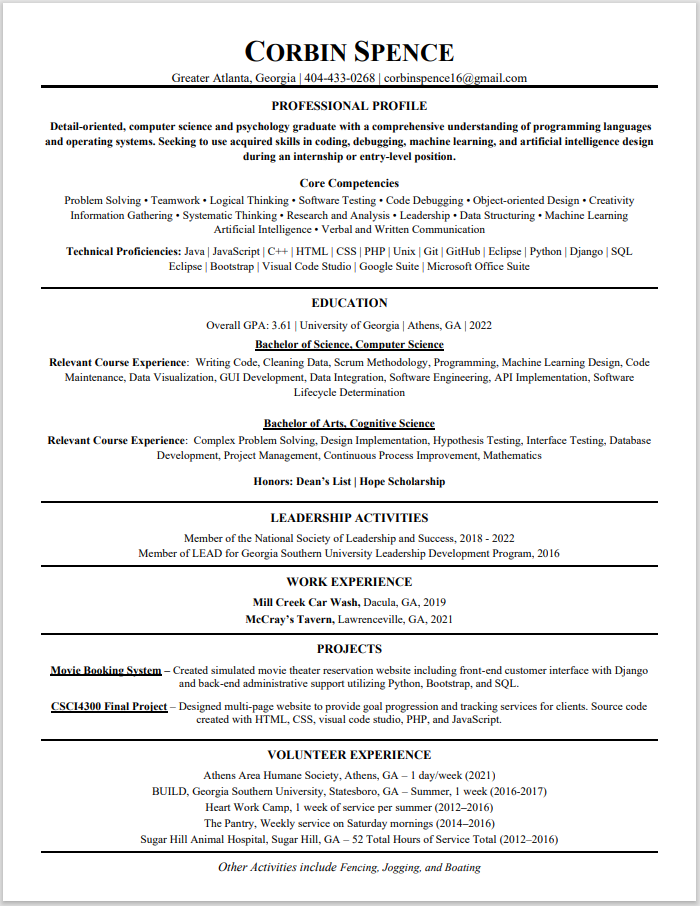 CORBIN SPENCE
Greater Atlanta, Georgia | 404-433-0268 | corbinspence16@gmail.com
PROFESSIONAL PROFILE
Detail-oriented, computer science and psychology graduate with a comprehensive understanding of programming languages
and operating systems. Seeking to use acquired skills in coding, debugging, machine learning, and artificial intelligence design
during an internship or entry-level position.
Core Competencies
Problem Solving • Teamwork • Logical Thinking • Software Testing • Code Debugging • Object-oriented Design • Creativity
Information Gathering • Systematic Thinking • Research and Analysis • Leadership • Data Structuring • Machine Learning
Artificial Intelligence • Verbal and Written Communication
Technical Proficiencies: Java | JavaScript | C++ | HTML | CSS | PHP | Unix | Git | GitHub | Eclipse | Python | Django | SQL
Eclipse | Bootstrap | Visual Code Studio | Google Suite | Microsoft Office Suite
EDUCATION
Overall GPA: 3.61 | University of Georgia | Athens, GA | 2022
Bachelor of Science, Computer Science
Relevant Course Experience: Writing Code, Cleaning Data, Scrum Methodology, Programming, Machine Learning Design, Code
Maintenance, Data Visualization, GUI Development, Data Integration, Software Engineering, API Implementation, Software
Lifecycle Determination
Bachelor of Arts, Cognitive Science
Relevant Course Experience: Complex Problem Solving, Design Implementation, Hypothesis Testing, Interface Testing, Database
Development, Project Management, Continuous Process Improvement, Mathematics
Honors: Dean's List | Hope Scholarship
LEADERSHIP ACTIVITIES
Member of the National Society of Leadership and Success, 2018 - 2022
Member of LEAD for Georgia Southern University Leadership Development Program, 2016
WORK EXPERIENCE
Mill Creek Car Wash, Dacula, GA, 2019
McCray's Tavern, Lawrenceville, GA, 2021
PROJECTS
Movie Booking System – Created simulated movie theater reservation website including front-end customer interface with Django
and back-end administrative support utilizing Python, Bootstrap, and SQL.
CSCI4300 Final Project – Designed multi-page website to provide goal progression and tracking services for clients. Source code
created with HTML, CSS, visual code studio, PHP, and JavaScript.
VOLUNTEER EXPERIENCE
Athens Area Humane Society, Athens, GA – 1 day/week (2021)
BUILD, Georgia Southern University, Statesboro, GA – Summer, 1 week (2016-2017)
Heart Work Camp, 1 week of service per summer (2012–2016)
The Pantry, Weekly service on Saturday mornings (2014–2016)
Sugar Hill Animal Hospital, Sugar Hill, GA – 52 Total Hours of Service Total (2012–2016)
Other Activities include Fencing, Jogging, and Boating